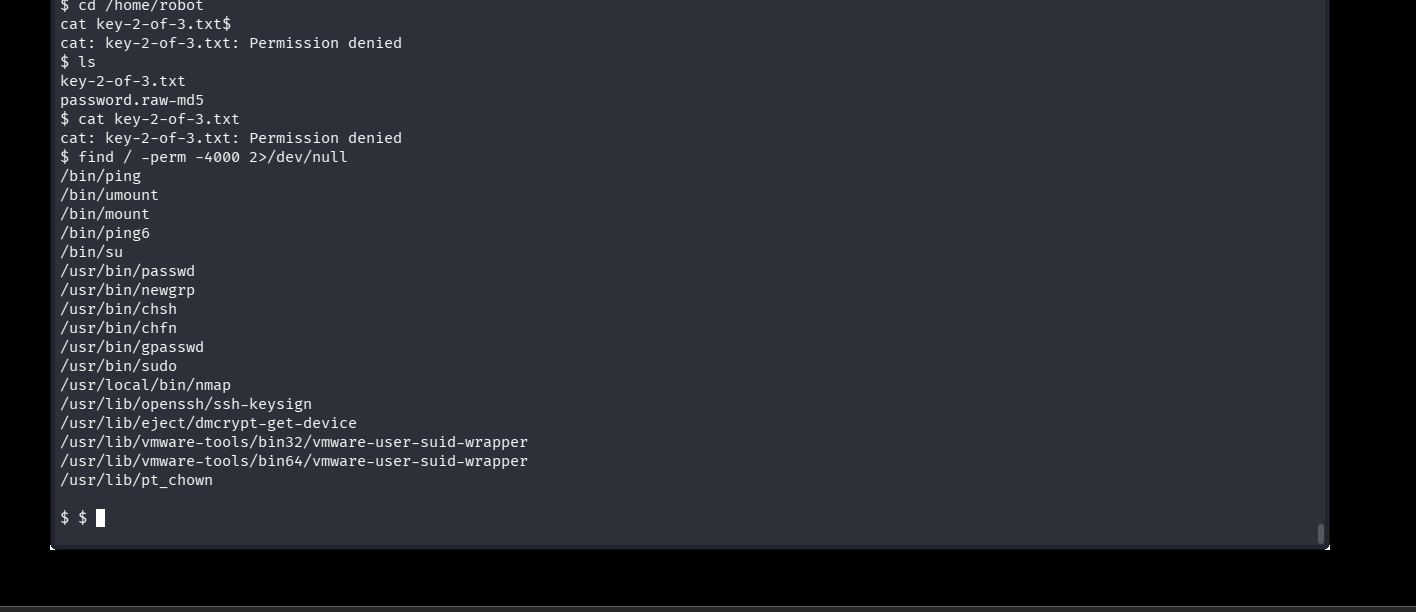 $ cd /home/robot
cat key-2-of-3.txt$
cat: key-2-of-3.txt: Permission denied
$ ls
key-2-of-3.txt
password.raw-md5
$ cat key-2-of-3.txt
cat: key-2-of-3.txt: Permission denied
$ find / -perm -4000 2>/dev/null
/bin/ping
/bin/umount
/bin/mount
/bin/ping6
/bin/su
/usr/bin/passwd
/usr/bin/newgrp
/usr/bin/chsh
/usr/bin/chfn
/usr/bin/gpasswd
/usr/bin/sudo
/usr/local/bin/nmap
/usr/lib/openssh/ssh-keysign
/usr/lib/eject/dmcrypt-get-device
/usr/lib/vmware-tools/bin32/vmware-user-suid-wrapper
/usr/lib/vmware-tools/bin64/vmware-user-suid-wrapper
/usr/lib/pt_chown
$ $